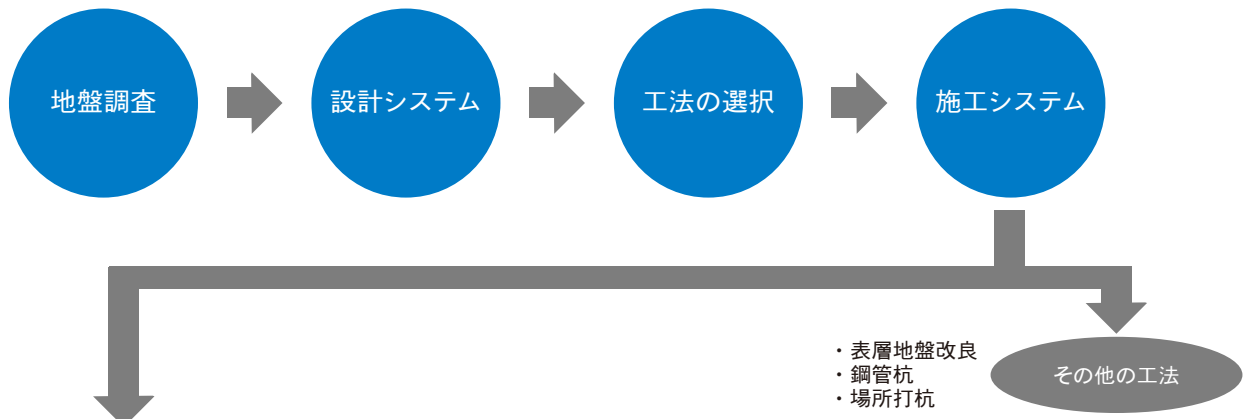 地盤調査
設計システム
工法の選択
施工システム
・表層地盤改良
・鋼管杭
・場所打杭
その他の工法